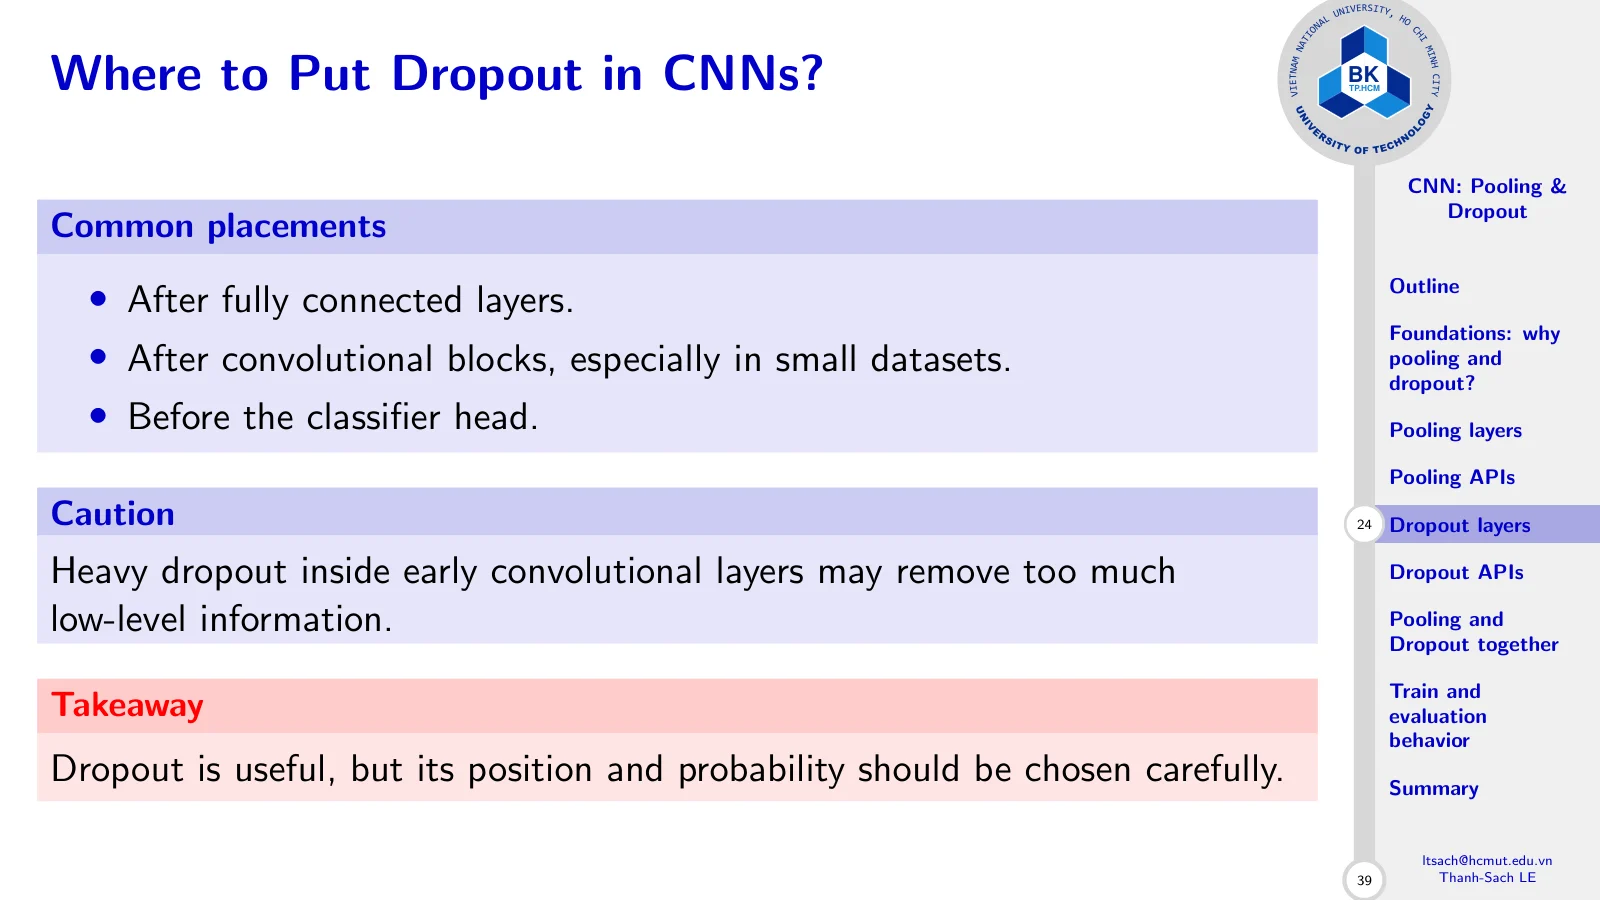 Where to Put Dropout in CNNs?
Common placements
• After fully connected layers.
• After convolutional blocks, especially in small datasets.
• Before the classifier head.
Caution
Heavy dropout inside early convolutional layers may remove too much
low-level information.
Takeaway
Dropout is useful, but its position and probability should be chosen carefully.
VIETNAM NATIONAL UNIVERSITY, HO CHI MINH CITY
BK
TP.HCM
UNIVERSITY OF TECHNOLOGY
CNN: Pooling &
Dropout
Outline
Foundations: why
pooling and
dropout?
Pooling layers
Pooling APIs
24
Dropout layers
Dropout APIs
Pooling and
Dropout together
Train and
evaluation
behavior
Summary
ltsach@hcmut.edu.vn
Thanh-Sach LE
39